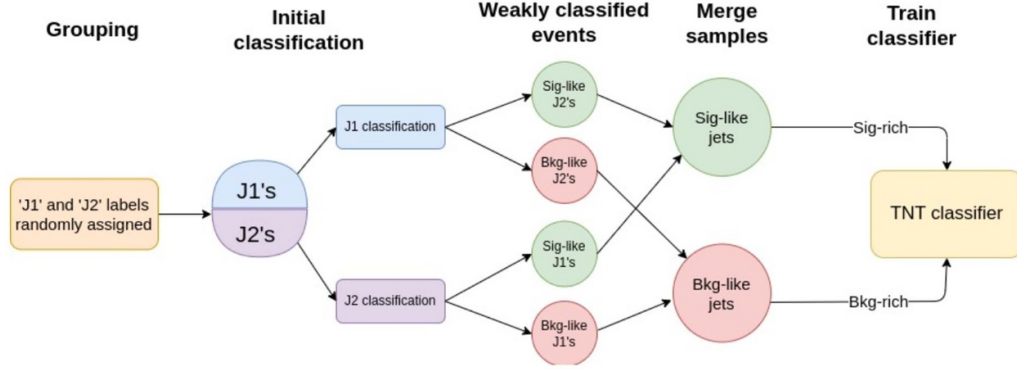 Grouping
Initial
classification
Weakly classified
events
Merge
samples
Train
classifier
'J1' and 'J2' labels
randomly assigned
J1's
J2's
J1 classification
J2 classification
Sig-like
J2's
Bkg-like
J2's
Sig-like
J1's
Bkg-like
J1's
Sig-like
jets
Bkg-like
jets
Sig-rich
Bkg-rich
TNT classifier